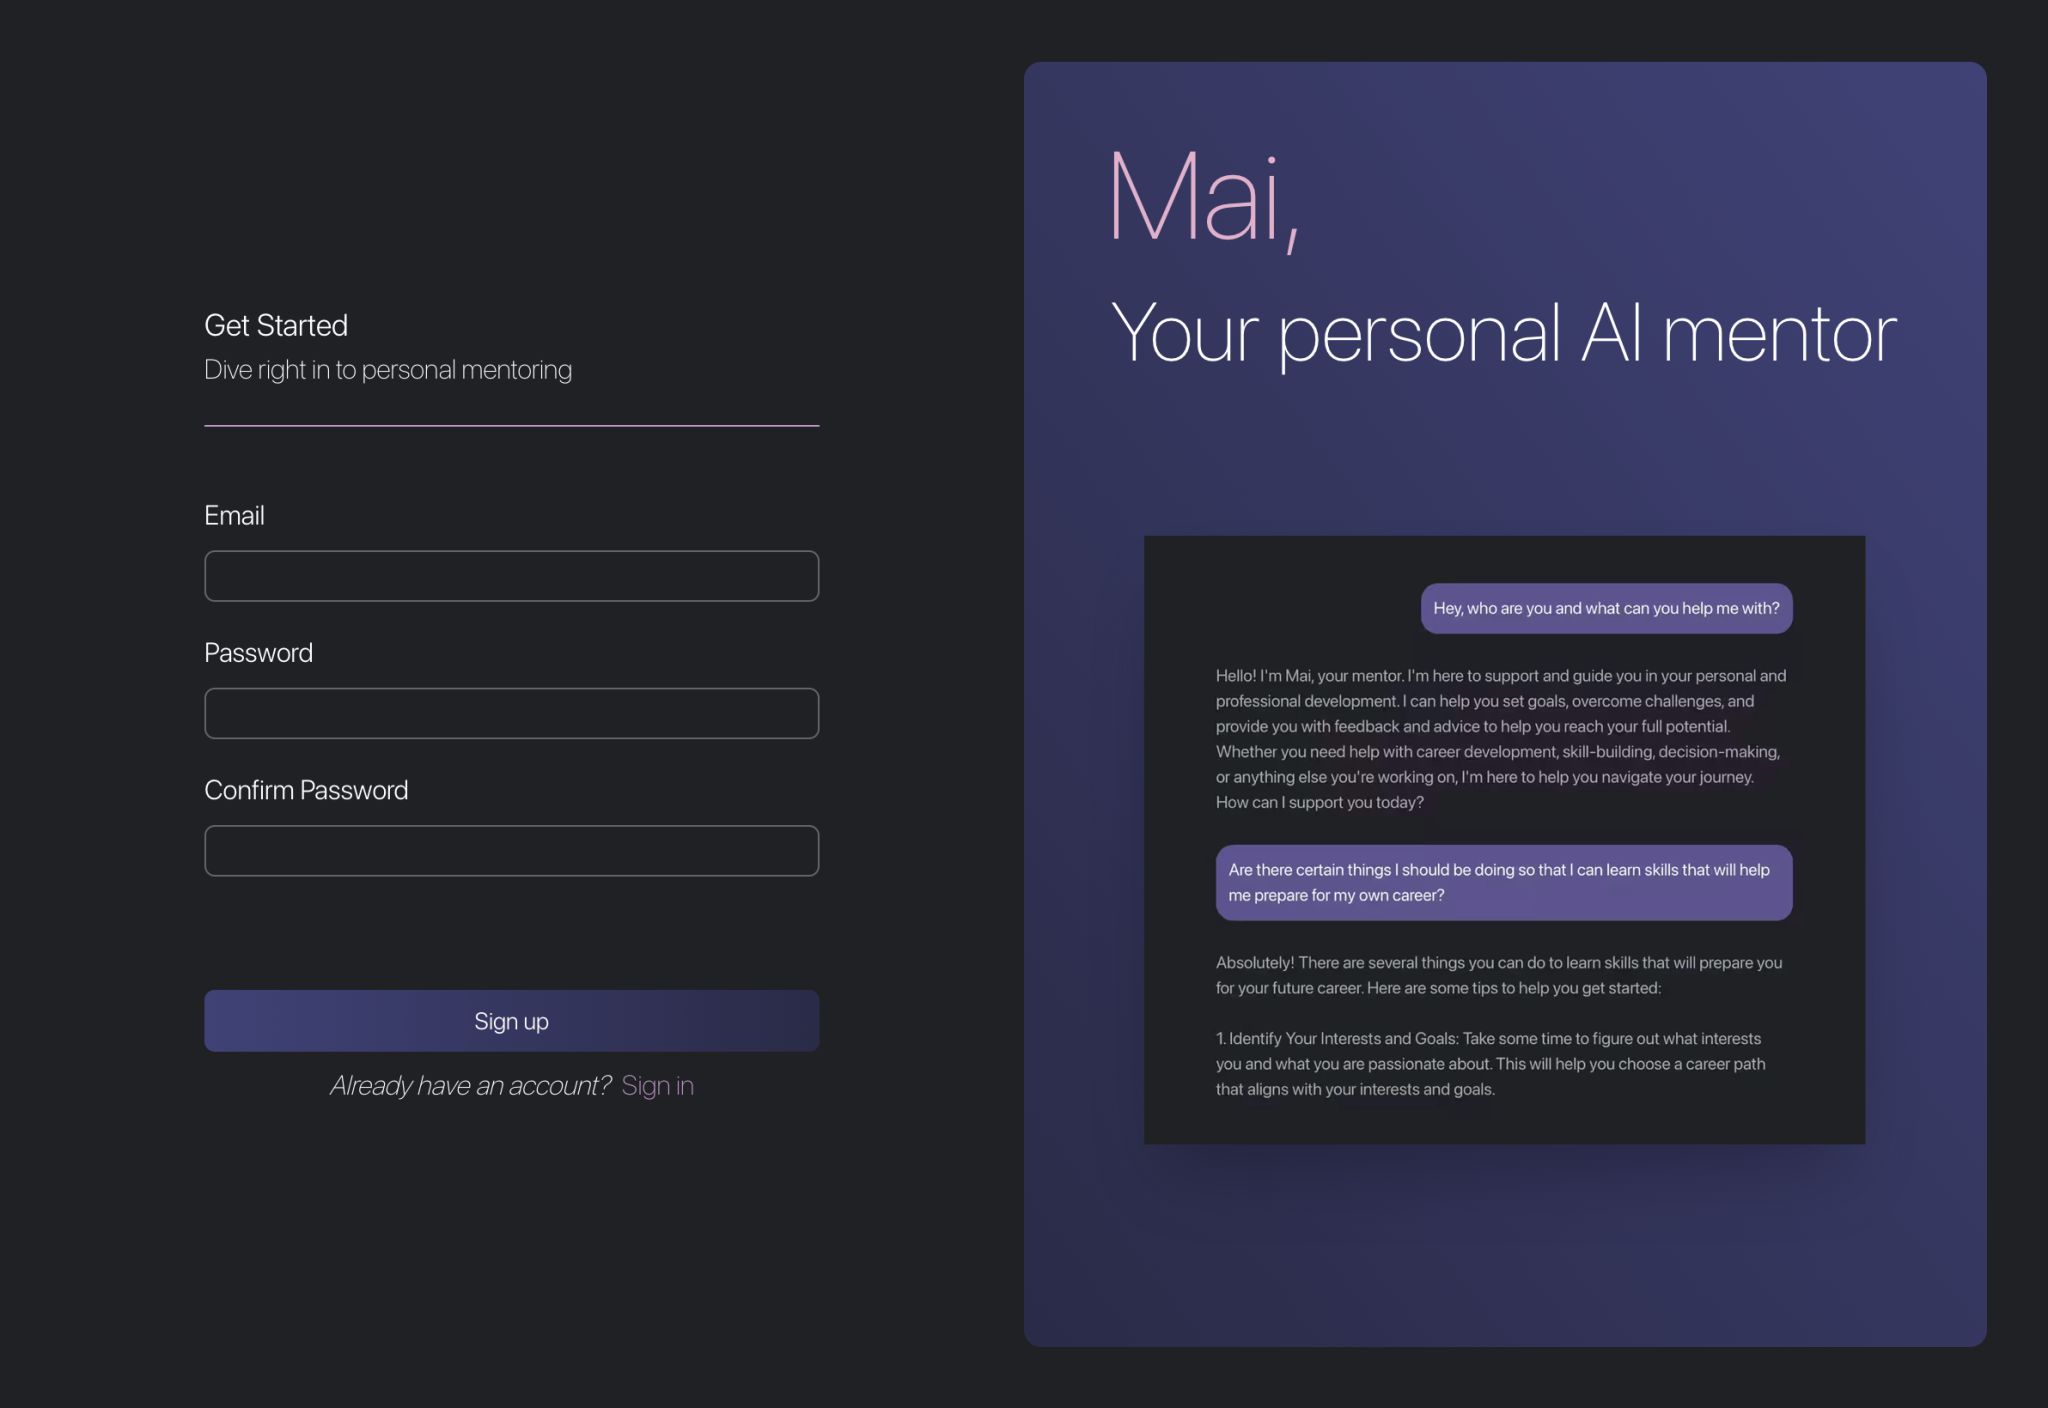 Get Started
Dive right in to personal mentoring
Email
Password
Confirm Password
Sign up
Already have an account? Sign in
Mai,
Your personal AI mentor
Hey, who are you and what can you help me with?
Hello! I'm Mai, your mentor. I'm here to support and guide you in your personal and
professional development. I can help you set goals, overcome challenges, and
provide you with feedback and advice to help you reach your full potential.
Whether you need help with career development, skill-building, decision-making,
or anything else you're working on, I'm here to help you navigate your journey.
How can I support you today?
Are there certain things I should be doing so that I can learn skills that will help
me prepare for my own career?
Absolutely! There are several things you can do to learn skills that will prepare you
for your future career. Here are some tips to help you get started:
1. Identify Your Interests and Goals: Take some time to figure out what interests
you and what you are passionate about. This will help you choose a career path
that aligns with your interests and goals.